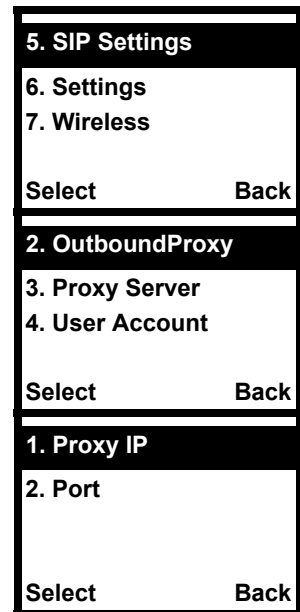 5. SIP Settings
6. Settings
7. Wireless
Select Back
2. OutboundProxy
3. Proxy Server
4. User Account
Select Back
1. Proxy IP
2. Port
Select Back